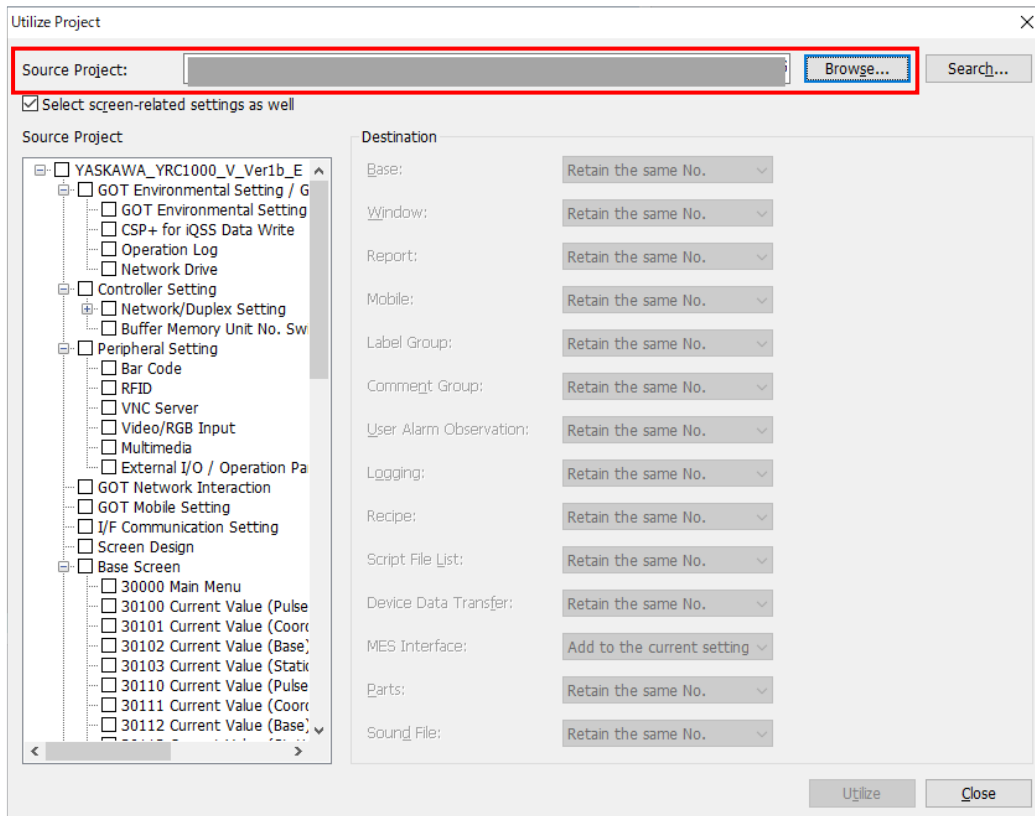 Utilize Project
Source Project:
Browse...
Search...
Select screen-related settings as well
Source Project
YASKAWA_YRC1000_V_Ver1b_E
GOT Environmental Setting / G
GOT Environmental Setting
CSP+ for iQSS Data Write
Operation Log
Network Drive
Controller Setting
Network/Duplex Setting
Buffer Memory Unit No. Sw
Peripheral Setting
Bar Code
RFID
VNC Server
Video/RGB Input
Multimedia
External I/O / Operation Pa
GOT Network Interaction
GOT Mobile Setting
I/F Communication Setting
Screen Design
Base Screen
30000 Main Menu
30100 Current Value (Pulse
30101 Current Value (Coord
30102 Current Value (Base)
30103 Current Value (Static
30110 Current Value (Pulse
30111 Current Value (Coord
30112 Current Value (Base)
Destination
Base: Retain the same No.
Window: Retain the same No.
Report: Retain the same No.
Mobile: Retain the same No.
Label Group: Retain the same No.
Comment Group: Retain the same No.
User Alarm Observation: Retain the same No.
Logging: Retain the same No.
Recipe: Retain the same No.
Script File List: Retain the same No.
Device Data Transfer: Retain the same No.
MES Interface: Add to the current setting
Parts: Retain the same No.
Sound File: Retain the same No.
Utilize
Close